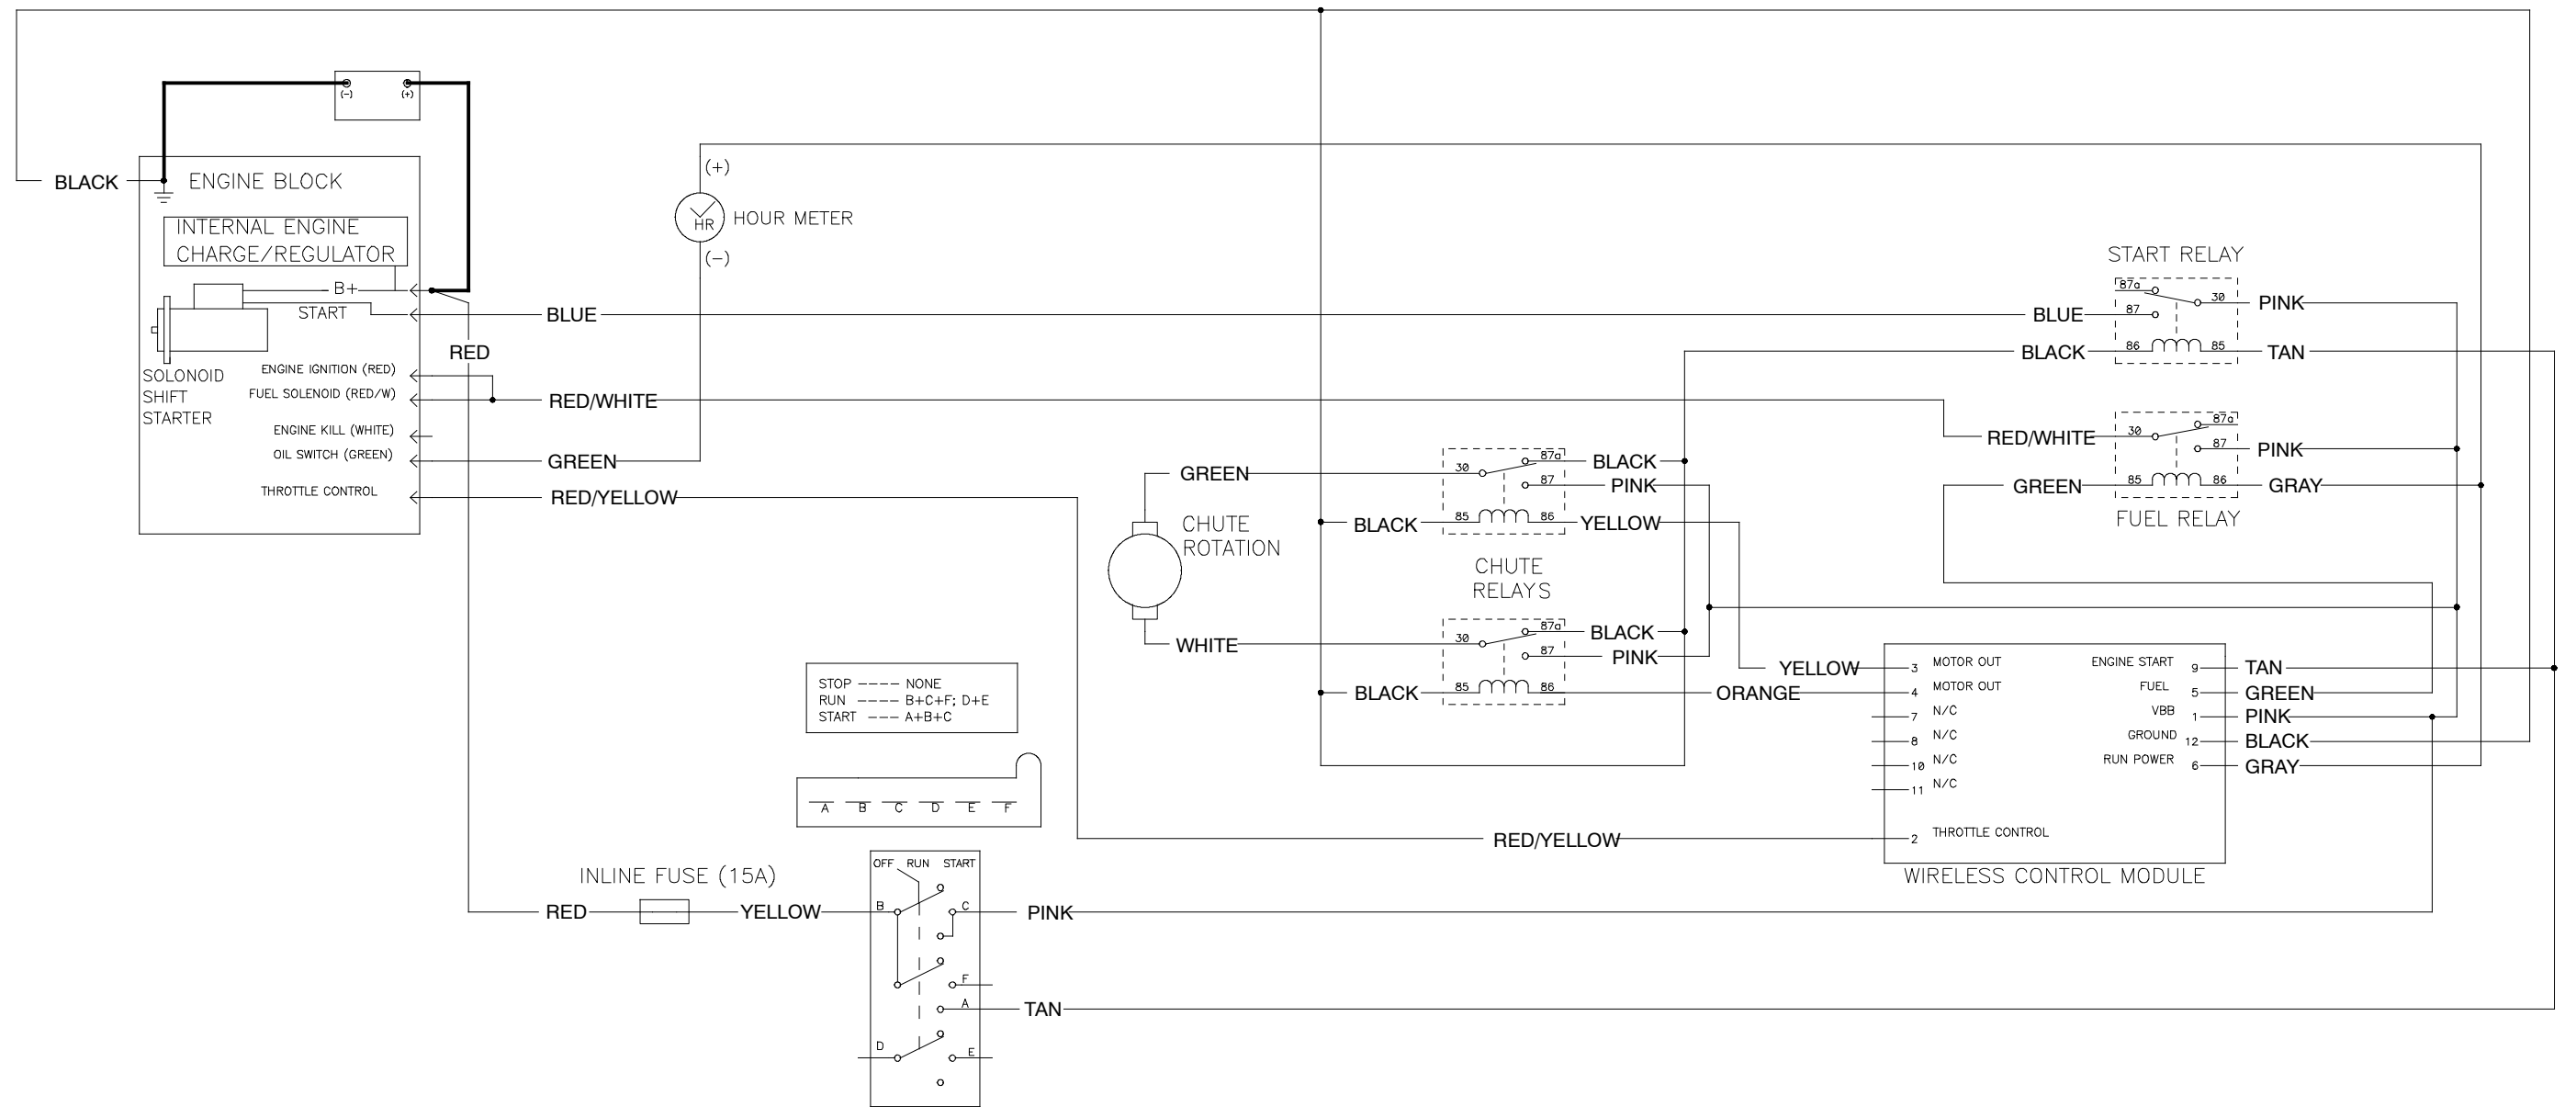 (-)
(+)
BLACK
ENGINE BLOCK
INTERNAL ENGINE
CHARGE/REGULATOR
B+
START
SOLONOID
SHIFT
STARTER
ENGINE IGNITION (RED)
FUEL SOLENOID (RED/W)
ENGINE KILL (WHITE)
OIL SWITCH (GREEN)
THROTTLE CONTROL
RED
BLUE
RED/WHITE
GREEN
RED/YELLOW
(+)
HR
HOUR METER
(-)
START RELAY
87a
30
PINK
BLUE
87
BLACK
86
85
TAN
87a
RED/WHITE
30
87
PINK
GREEN
85
86
GRAY
FUEL RELAY
GREEN
30
87a
BLACK
87
PINK
BLACK
85
86
YELLOW
CHUTE
ROTATION
CHUTE
RELAYS
WHITE
30
87a
BLACK
87
PINK
BLACK
85
86
ORANGE
YELLOW
3 MOTOR OUT
4 MOTOR OUT
7 N/C
8 N/C
10 N/C
11 N/C
2 THROTTLE CONTROL
ENGINE START 9 TAN
FUEL 5 GREEN
VBB 1 PINK
GROUND 12 BLACK
RUN POWER 6 GRAY
WIRELESS CONTROL MODULE
RED/YELLOW
STOP ---- NONE
RUN ---- B+C+F; D+E
START --- A+B+C
A B C D E F
OFF RUN START
INLINE FUSE (15A)
RED
YELLOW
B
C
PINK
F
A
TAN
D
E